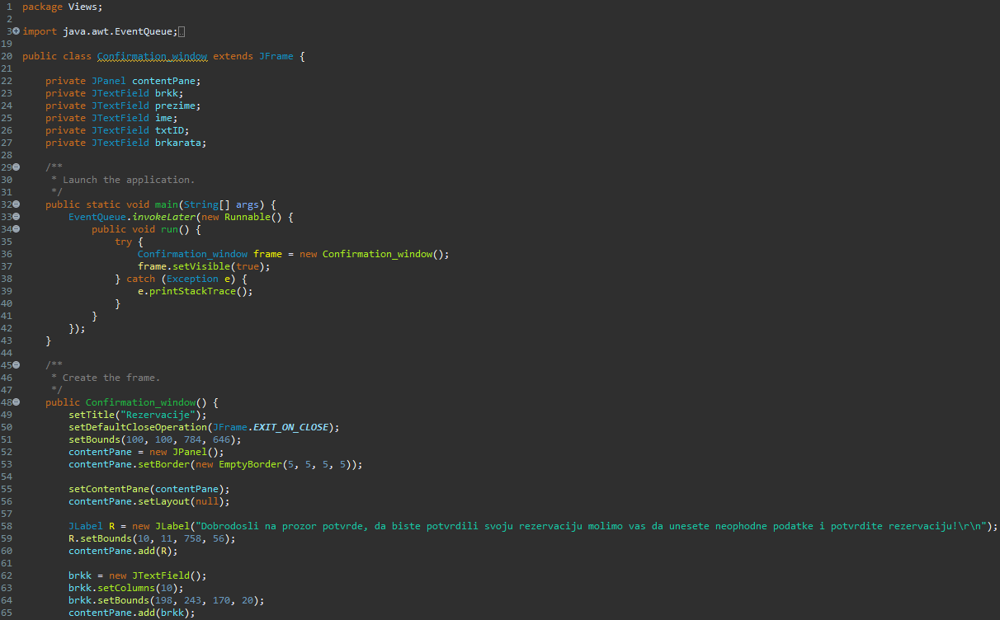 1 package Views;
2
3 import java.awt.EventQueue;
19
20 public class Confirmation_window extends JFrame {
21
22     private JPanel contentPane;
23     private JTextField brkk;
24     private JTextField prezime;
25     private JTextField ime;
26     private JTextField txtID;
27     private JTextField brkarata;
28
29     /**
30      * Launch the application.
31      */
32     public static void main(String[] args) {
33         EventQueue.invokeLater(new Runnable() {
34             public void run() {
35                 try {
36                     Confirmation_window frame = new Confirmation_window();
37                     frame.setVisible(true);
38                 } catch (Exception e) {
39                     e.printStackTrace();
40                 }
41             }
42         });
43     }
44
45     /**
46      * Create the frame.
47      */
48     public Confirmation_window() {
49         setTitle("Rezervacije");
50         setDefaultCloseOperation(JFrame.EXIT_ON_CLOSE);
51         setBounds(100, 100, 784, 646);
52         contentPane = new JPanel();
53         contentPane.setBorder(new EmptyBorder(5, 5, 5, 5));
54
55         setContentPane(contentPane);
56         contentPane.setLayout(null);
57
58         JLabel R = new JLabel("Dobrodosli na prozor potvrde, da biste potvrdili svoju rezervaciju molimo vas da unesete neophodne podatke i potvrdite rezervaciju!\r\n");
59         R.setBounds(10, 11, 758, 56);
60         contentPane.add(R);
61
62         brkk = new JTextField();
63         brkk.setColumns(10);
64         brkk.setBounds(198, 243, 170, 20);
65         contentPane.add(brkk);